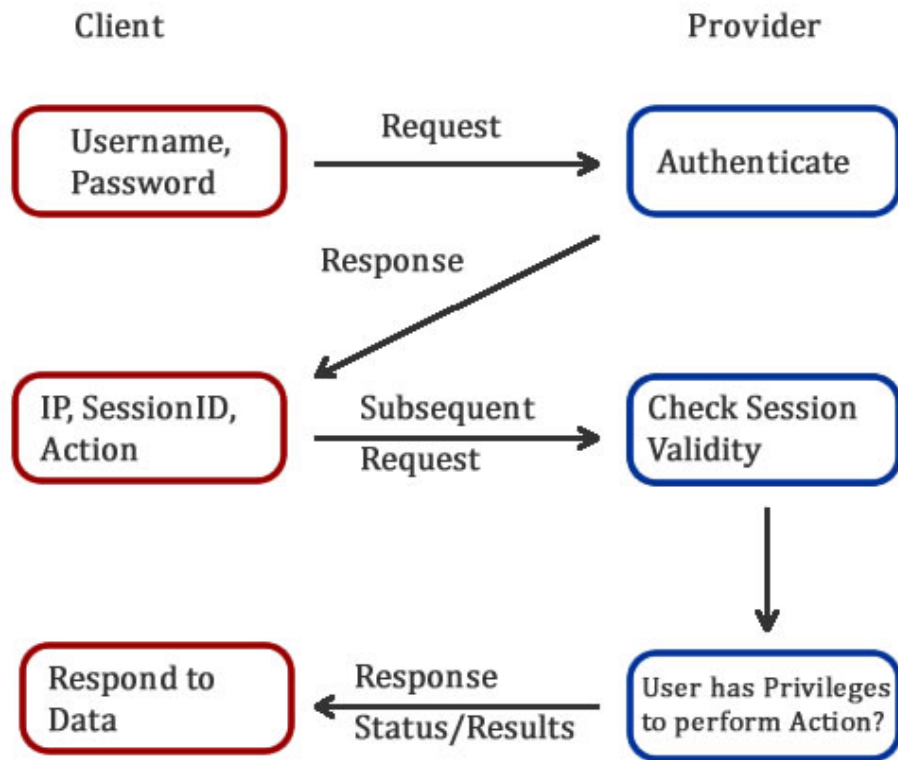 Client
Provider
Username,
Password
Request
Authenticate
Response
IP, SessionID,
Action
Subsequent
Request
Check Session
Validity
Respond to
Data
Response
Status/Results
User has Privileges
to perform Action?